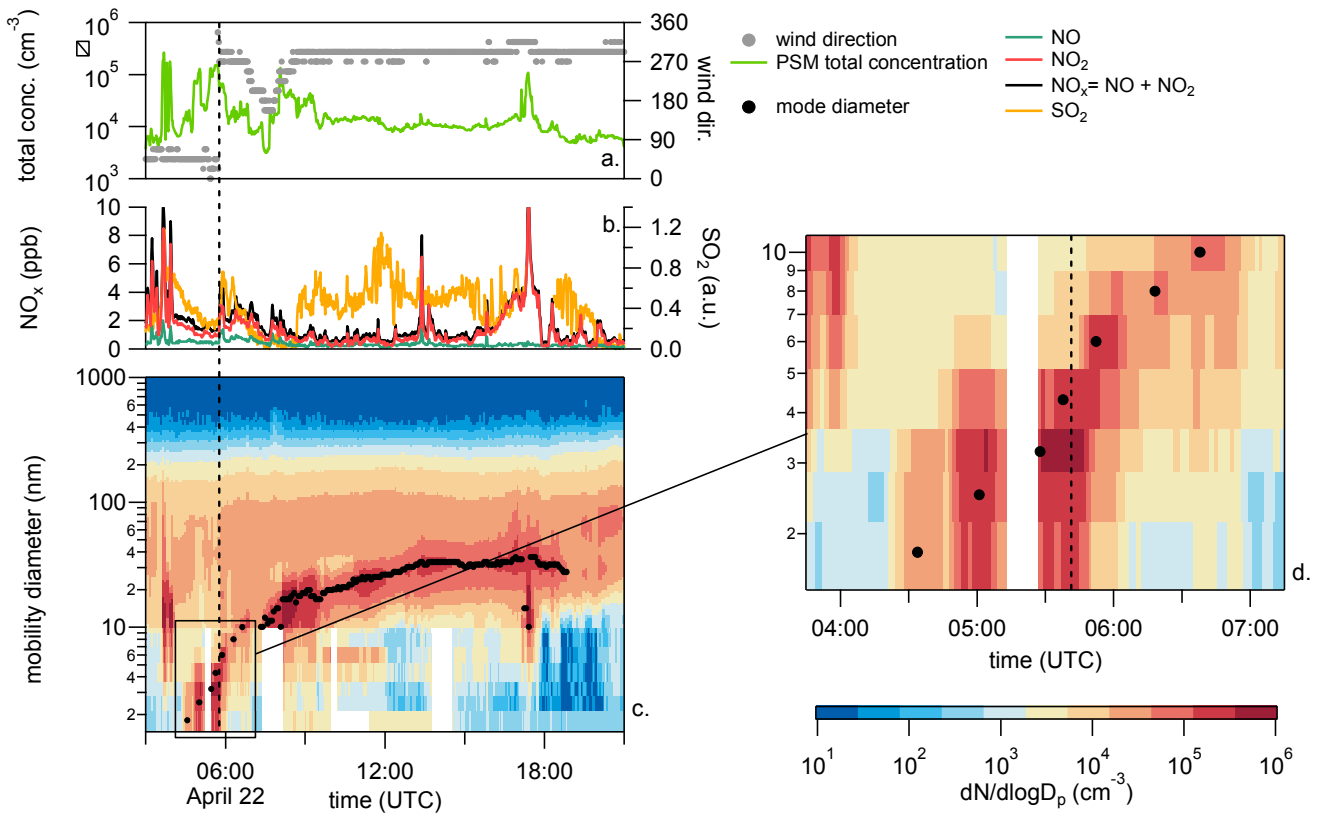 total conc. (cm⁻³)
10⁶
10⁵
10⁴
10³
360
270
180
90
0
wind dir.
a.
wind direction
PSM total concentration
mode diameter
NO
NO₂
NOₓ= NO + NO₂
SO₂
NOₓ (ppb)
10
8
6
4
2
0
b.
1.2
0.8
0.4
0.0
SO₂ (a.u.)
mobility diameter (nm)
1000
6
4
2
100
6
4
2
10
6
4
2
c.
06:00
12:00
18:00
April 22
time (UTC)
10
9
8
7
6
5
4
3
2
d.
04:00
05:00
06:00
07:00
time (UTC)
10¹
10²
10³
10⁴
10⁵
10⁶
dN/dlogDₚ (cm⁻³)